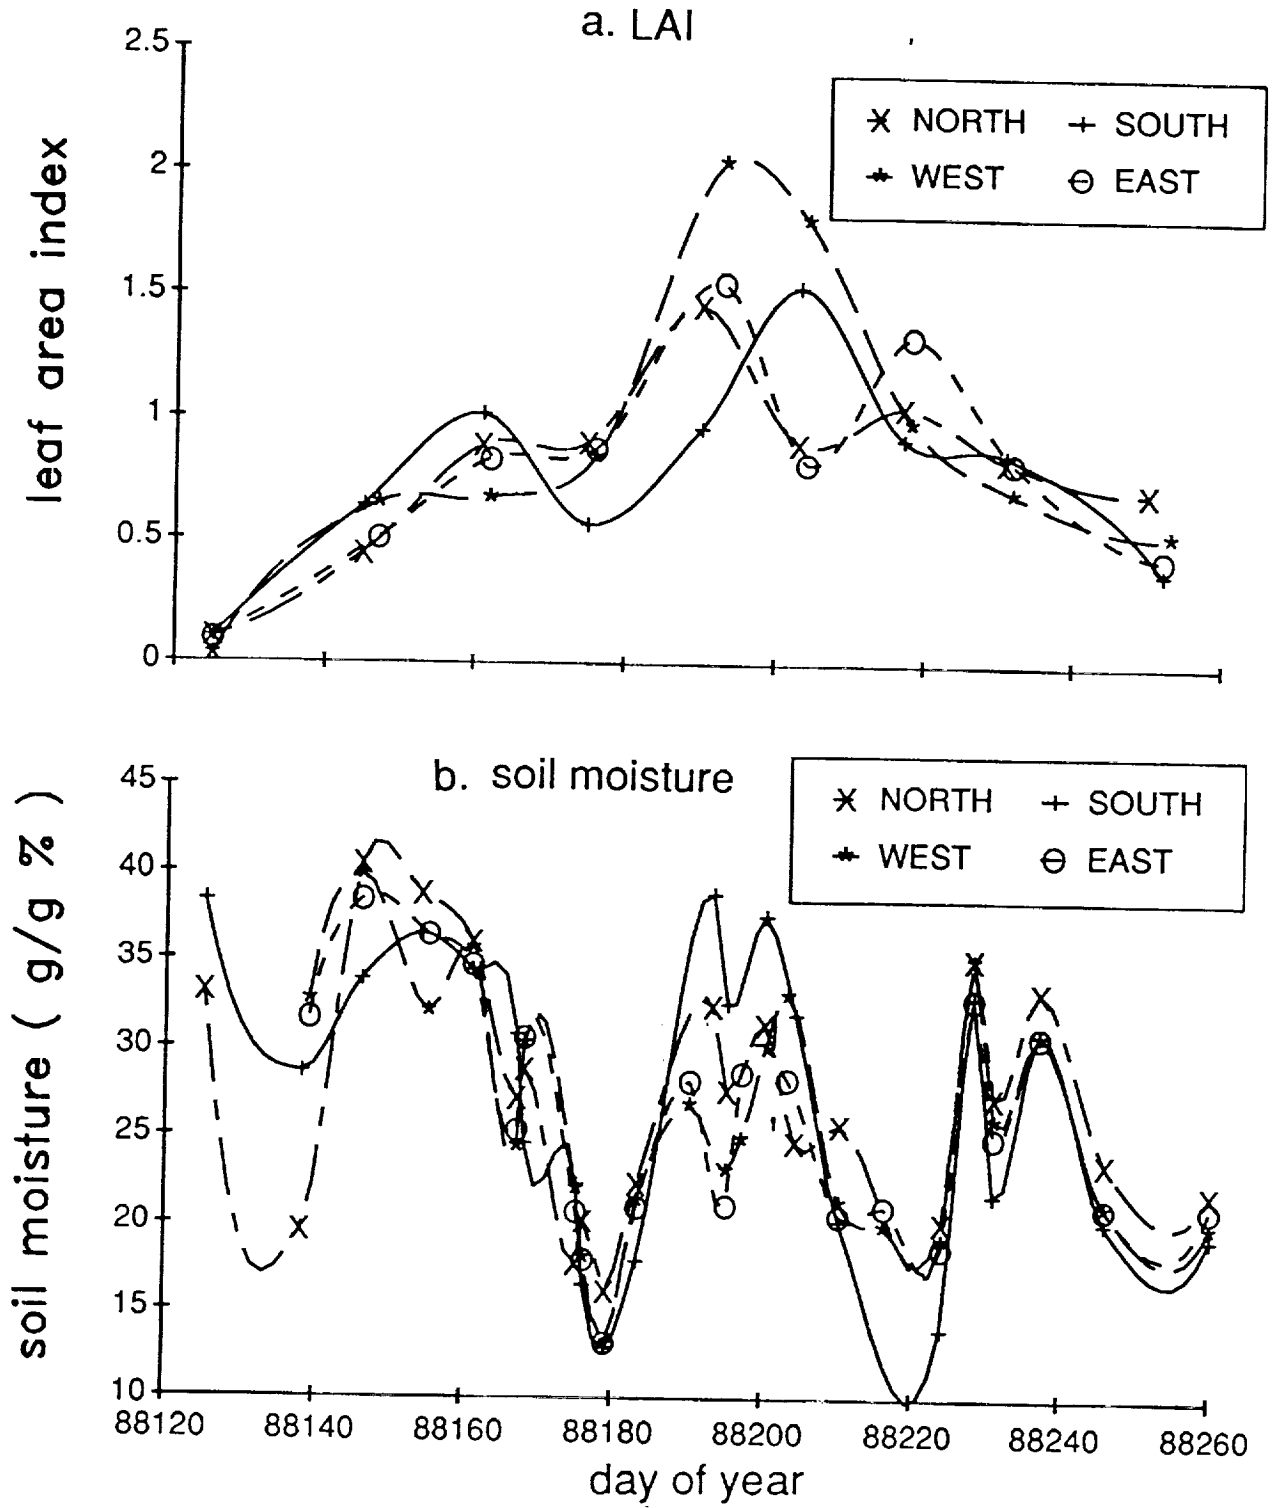 a. LAI
2.5
NORTH SOUTH
WEST EAST
2
1.5
1
0.5
0
leaf area index
b. soil moisture
45
NORTH SOUTH
WEST EAST
40
35
30
25
20
15
10
soil moisture ( g/g % )
88120 88140 88160 88180 88200 88220 88240 88260
day of year